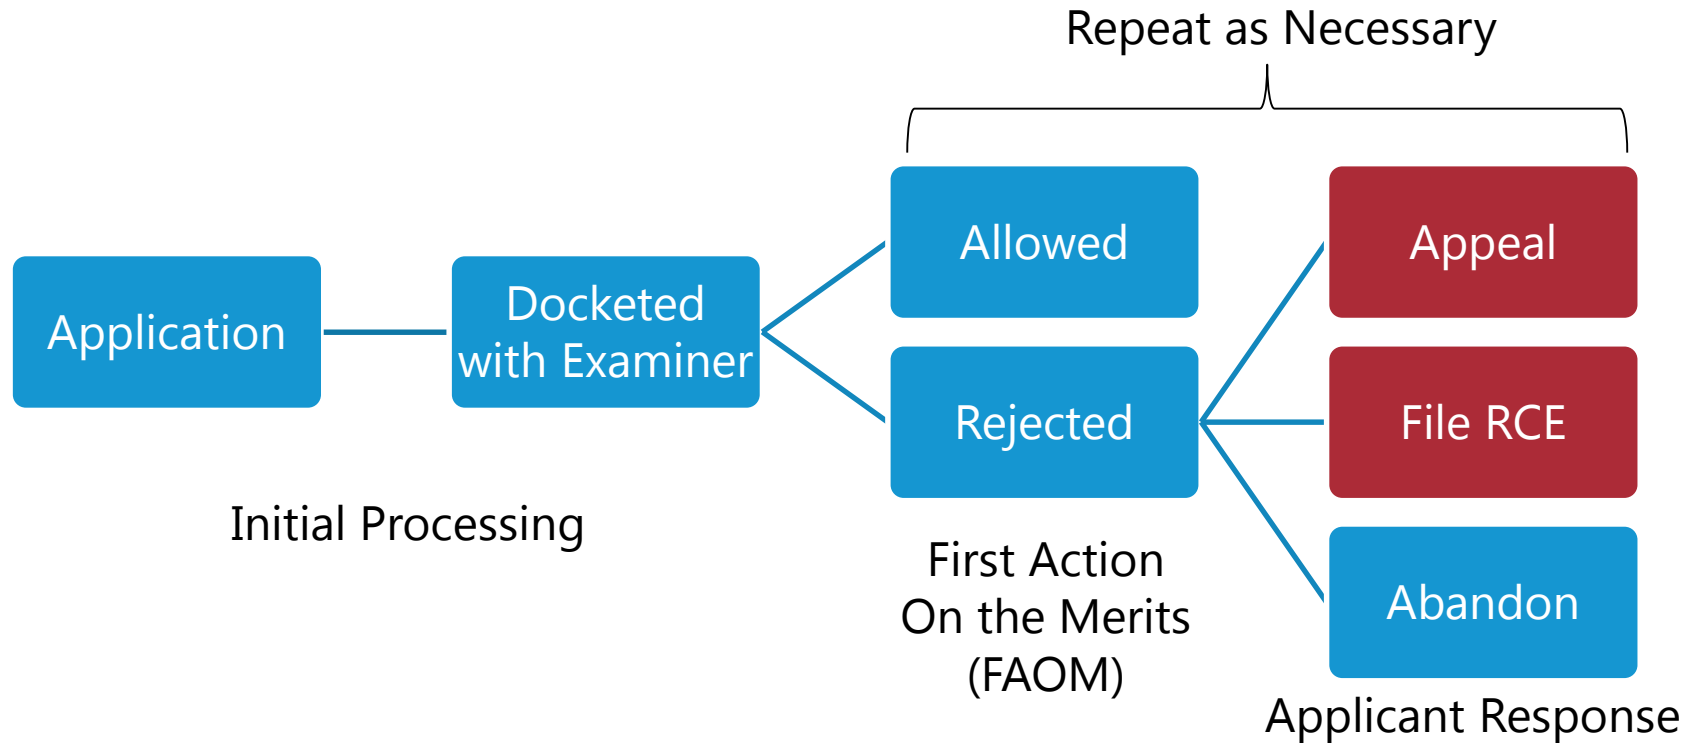 Repeat as Necessary
Application
Docketed
with Examiner
Allowed
Rejected
Appeal
File RCE
Abandon
Initial Processing
First Action
On the Merits
(FAOM)
Applicant Response